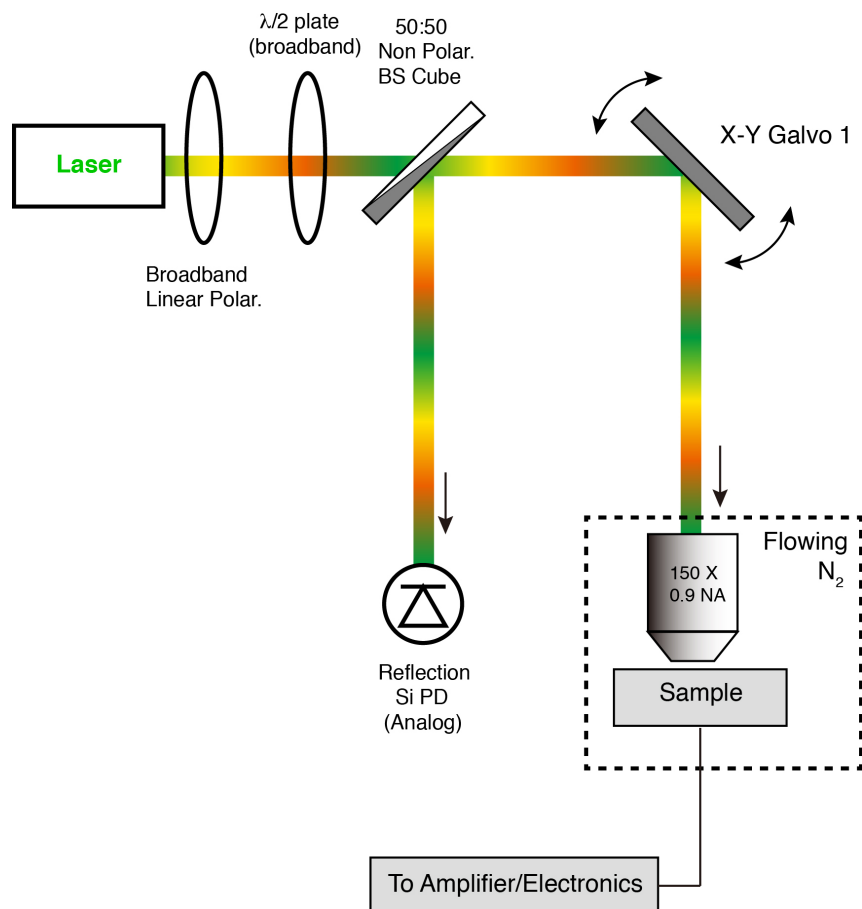 λ/2 plate
(broadband)
50:50
Non Polar.
BS Cube
X-Y Galvo 1
Laser
Broadband
Linear Polar.
Flowing
N₂
150 X
0.9 NA
Reflection
Si PD
(Analog)
Sample
To Amplifier/Electronics